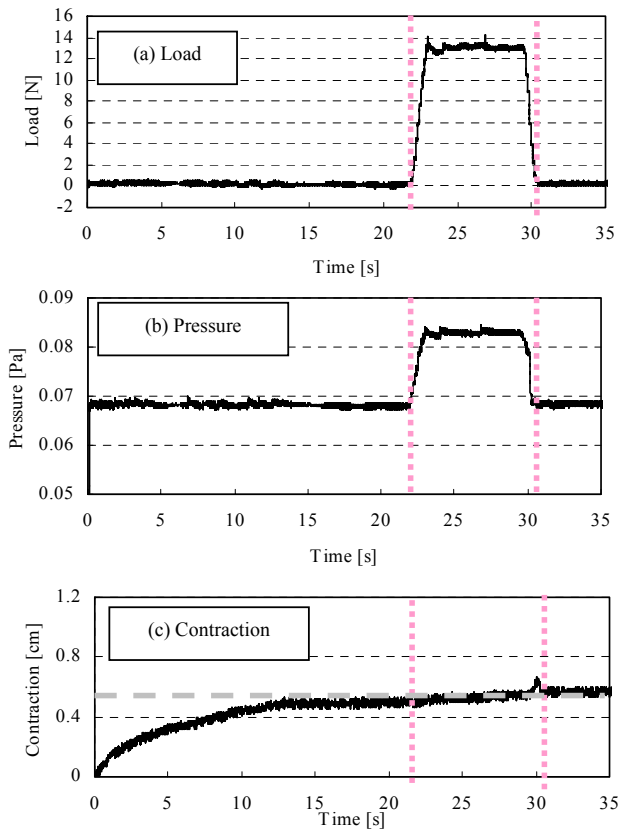 16
14
12
10
8
6
4
2
0
-2
Load [N]
(a) Load
0 5 10 15 20 25 30 35
Time [s]
0.09
0.08
0.07
0.06
0.05
Pressure [Pa]
(b) Pressure
0 5 10 15 20 25 30 35
Time [s]
1.2
0.8
0.4
0
Contraction [cm]
(c) Contraction
0 5 10 15 20 25 30 35
Time [s]